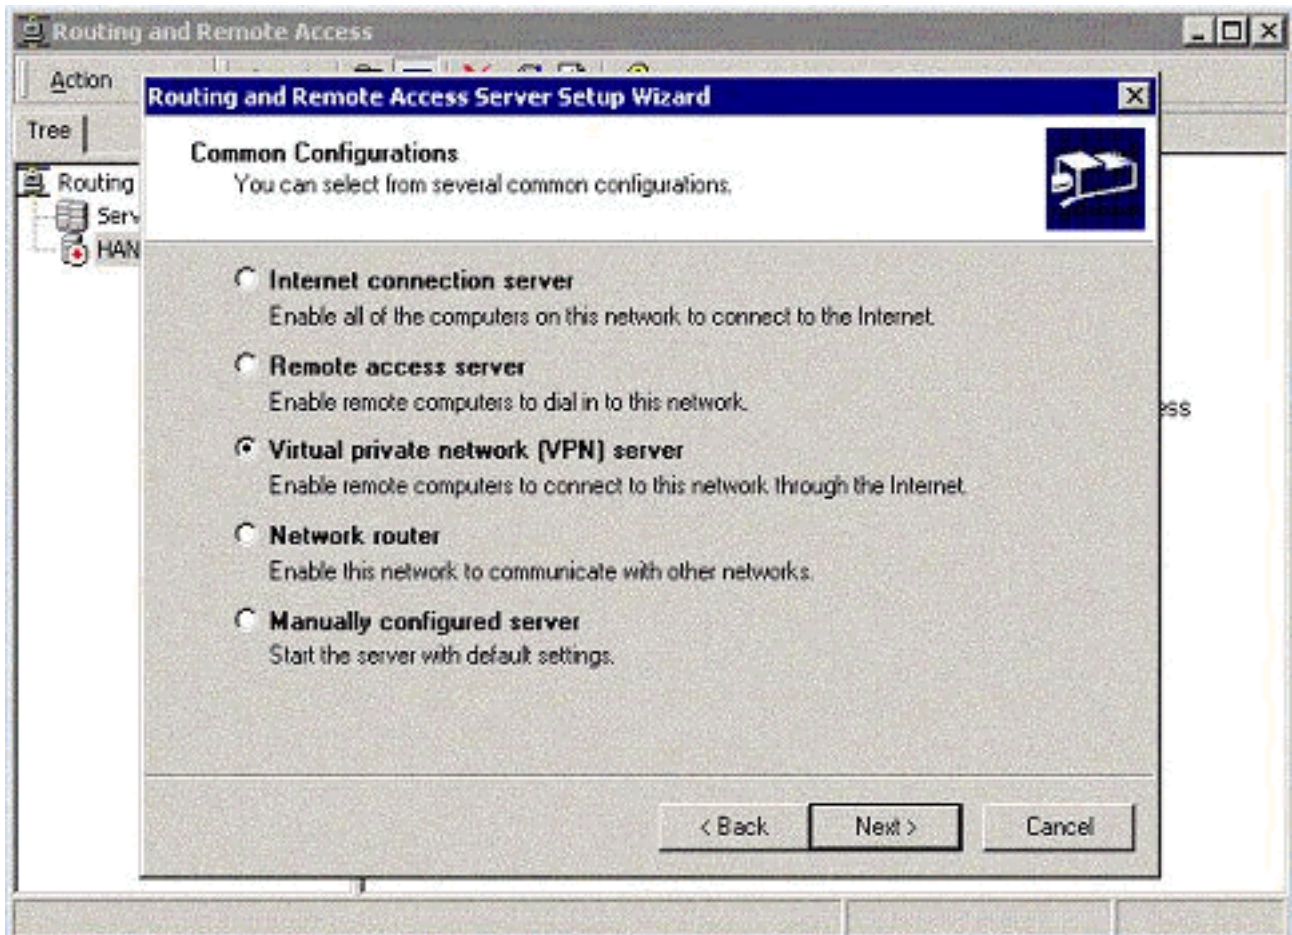 Routing and Remote Access
Action
Tree
Routing
Serv
HAN
ess
Routing and Remote Access Server Setup Wizard
Common Configurations
You can select from several common configurations.
Internet connection server
Enable all of the computers on this network to connect to the Internet.
Remote access server
Enable remote computers to dial in to this network.
Virtual private network (VPN) server
Enable remote computers to connect to this network through the Internet.
Network router
Enable this network to communicate with other networks.
Manually configured server
Start the server with default settings.
< Back
Next >
Cancel